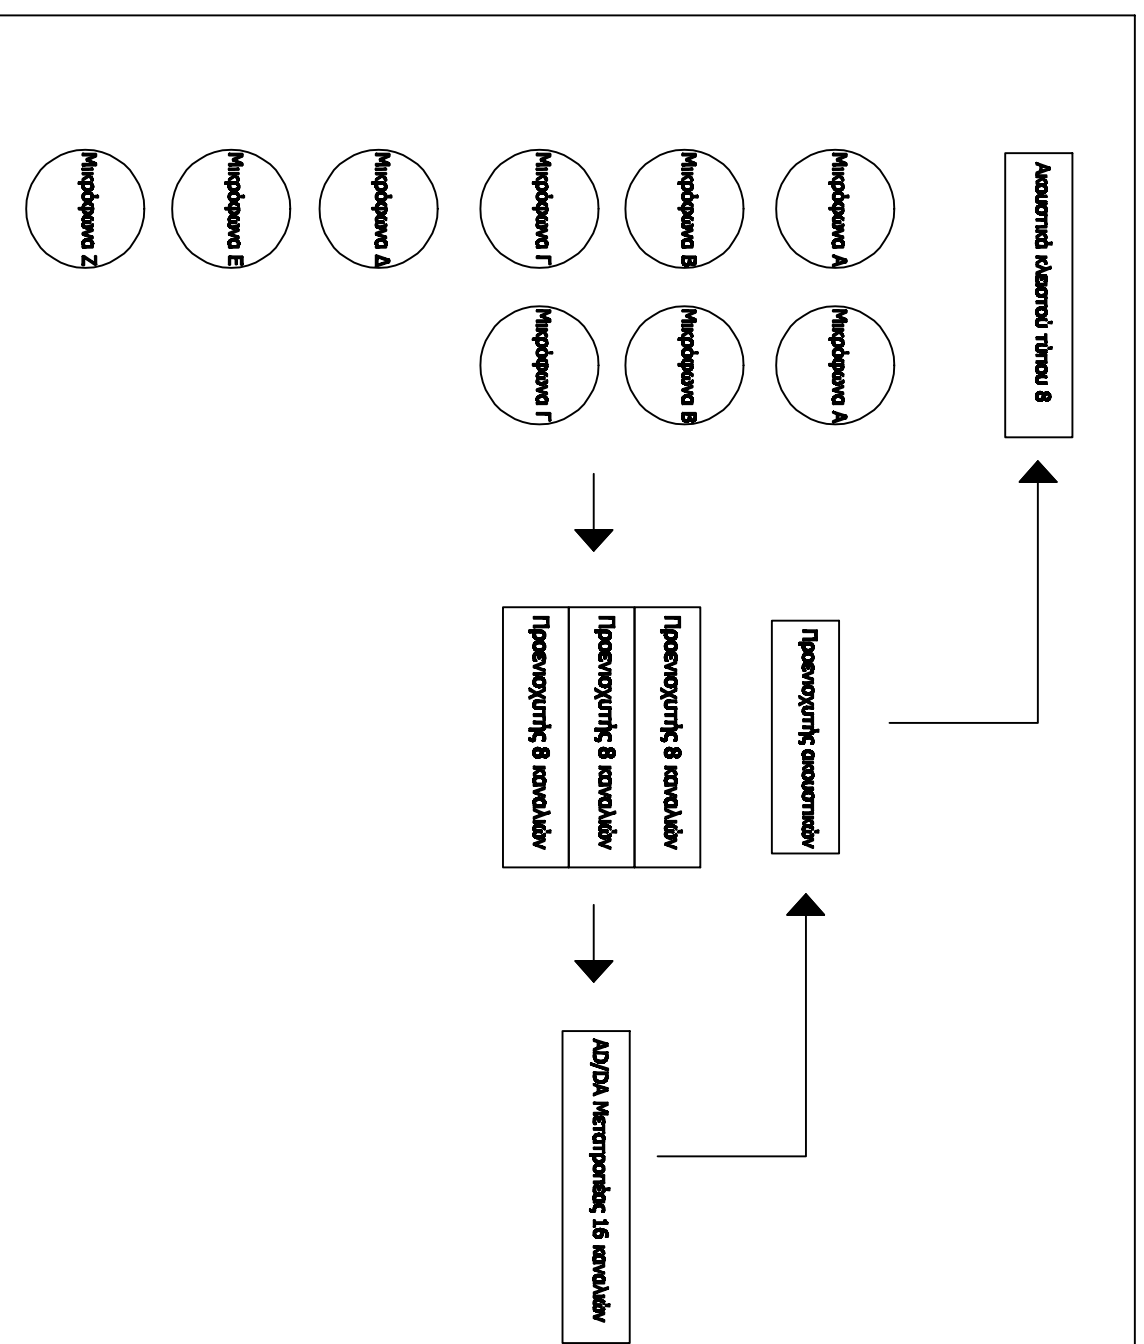 Ακουστικά κλειστού τύπου 8
Μικρόφωνα Α
Μικρόφωνα Α
Μικρόφωνα Β
Μικρόφωνα Β
Μικρόφωνα Γ
Μικρόφωνα Γ
Μικρόφωνα Δ
Μικρόφωνα Ε
Μικρόφωνα Ζ
Προενισχυτής ακουστικών
Προενισχυτής 8 καναλιών
Προενισχυτής 8 καναλιών
Προενισχυτής 8 καναλιών
AD/DA Μετατροπέας 16 καναλιών